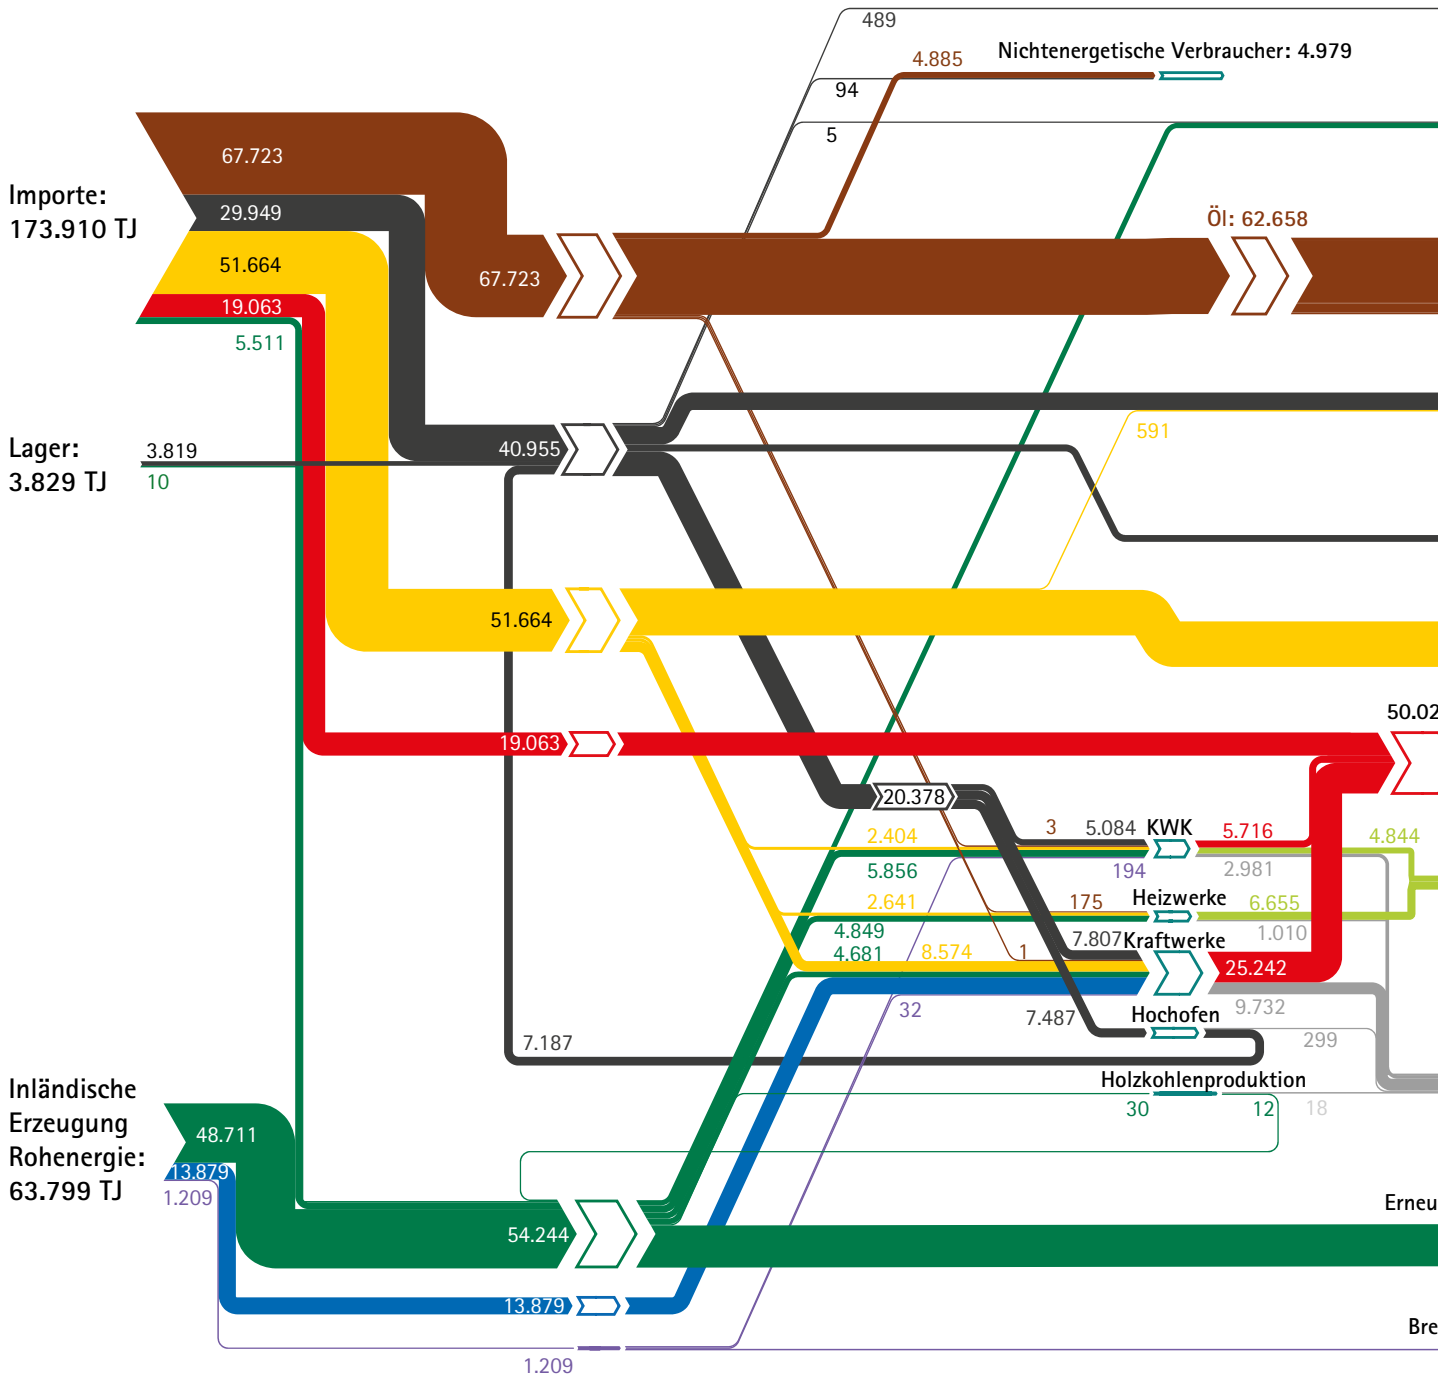 489
Nichtenergetische Verbraucher: 4.979
4.885
94
5
67.723
Importe:
173.910 TJ
29.949
Öl: 62.658
51.664
67.723
19.063
5.511
591
Lager:
3.829 TJ
3.819
10
40.955
51.664
50.02
19.063
20.378
2.404
3
5.084
KWK
5.716
4.844
5.856
194
2.981
2.641
175
Heizwerke
6.655
4.849
1.010
4.681
8.574
1
7.807
Kraftwerke
25.242
32
7.487
Hochofen
9.732
7.187
299
Holzkohlenproduktion
30
12
18
Inländische
Erzeugung
Rohenergie:
63.799 TJ
48.711
13.879
1.209
Erneu
54.244
13.879
Bre
1.209